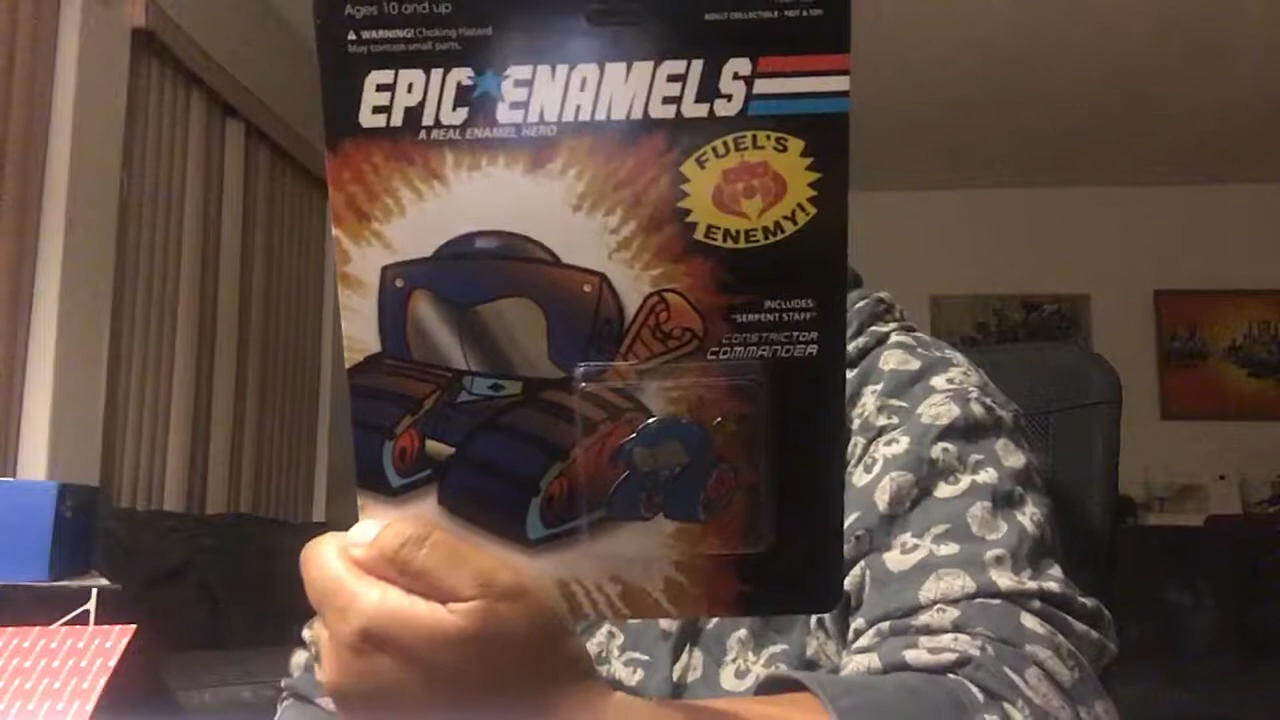 Ages 10 and up
ADULT COLLECTIBLE - NOT A TOY
WARNING! Choking Hazard
May contain small parts.
EPIC ENAMELS
A REAL ENAMEL HERO
FUEL'S
ENEMY!
INCLUDES:
"SERPENT STAFF"
CONSTRICTOR
COMMANDER